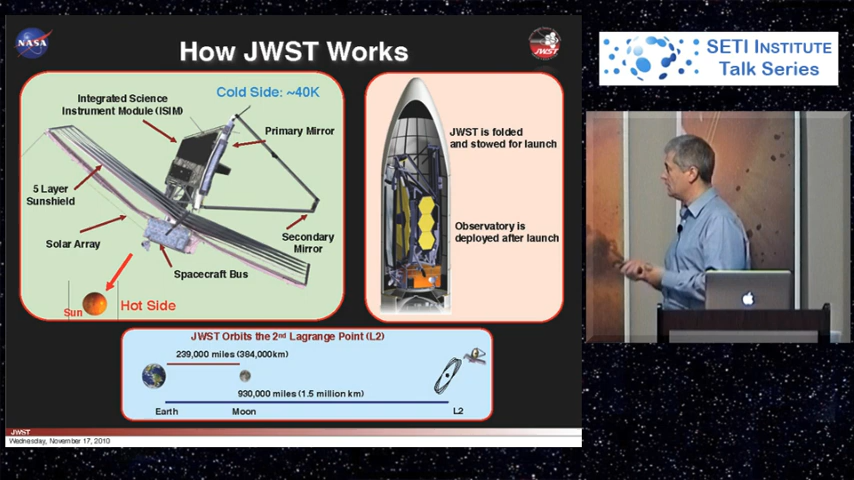 NASA
JWST
How JWST Works
Integrated Science
Instrument Module (ISIM)
Cold Side: ~40K
Primary Mirror
5 Layer
Sunshield
Solar Array
Secondary
Mirror
Spacecraft Bus
Sun
Hot Side
JWST is folded
and stowed for launch
Observatory is
deployed after launch
JWST Orbits the 2nd Lagrange Point (L2)
239,000 miles (384,000km)
930,000 miles (1.5 million km)
Earth
Moon
L2
JWST
Wednesday, November 17, 2010
SETI INSTITUTE
Talk Series